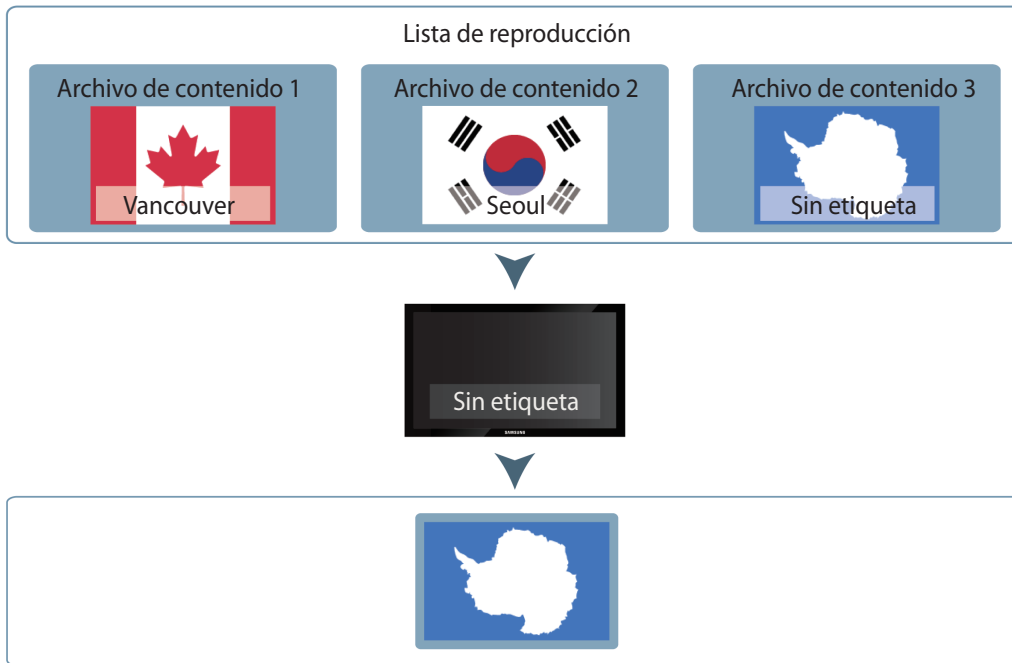 Lista de reproducción
Archivo de contenido 1
Archivo de contenido 2
Archivo de contenido 3
Vancouver
Seoul
Sin etiqueta
Sin etiqueta
SAMSUNG